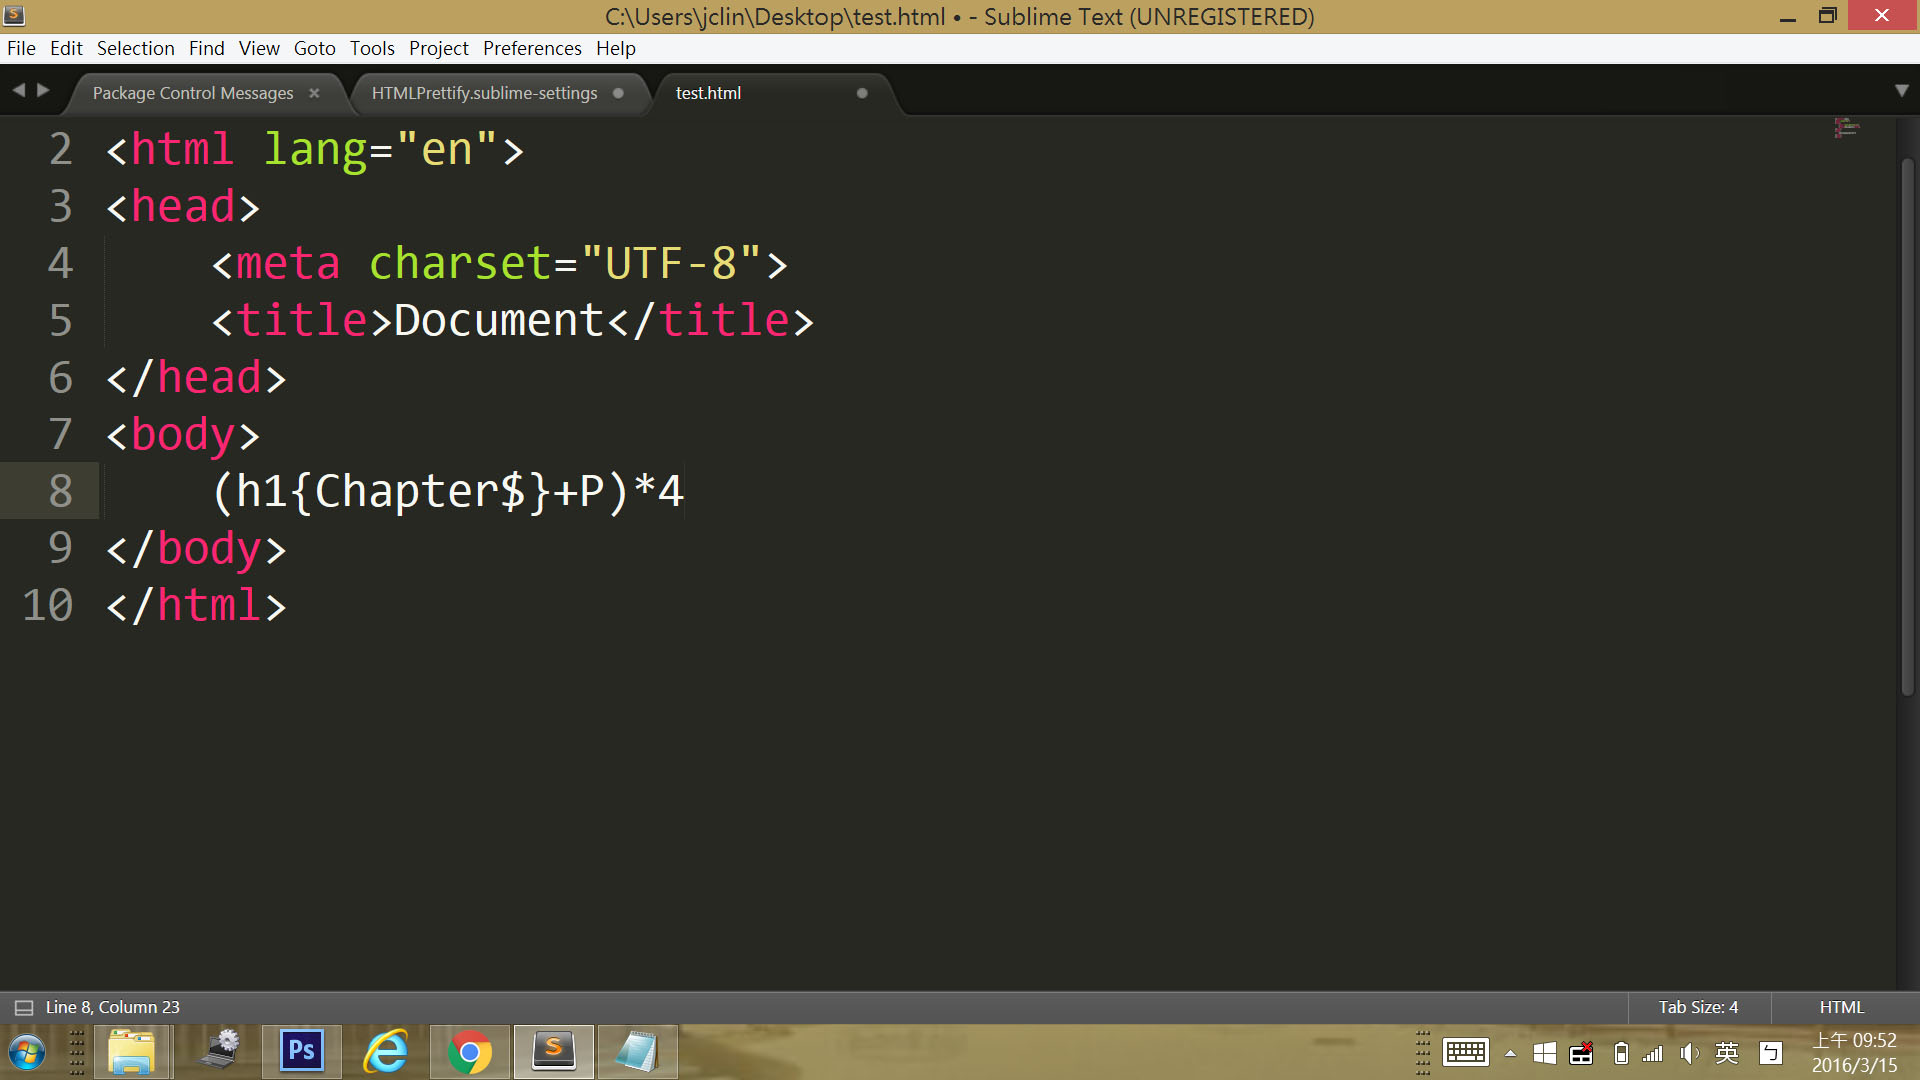 C:\Users\jclin\Desktop\test.html • - Sublime Text (UNREGISTERED)
File Edit Selection Find View Goto Tools Project Preferences Help
Package Control Messages × HTMLPrettify.sublime-settings test.html
2 <html lang="en">
3 <head>
4 <meta charset="UTF-8">
5 <title>Document</title>
6 </head>
7 <body>
8 (h1{Chapter$}+P)*4
9 </body>
10 </html>
Line 8, Column 23 Tab Size: 4 HTML
Ps S 英 ㄅ 上午 09:52
2016/3/15